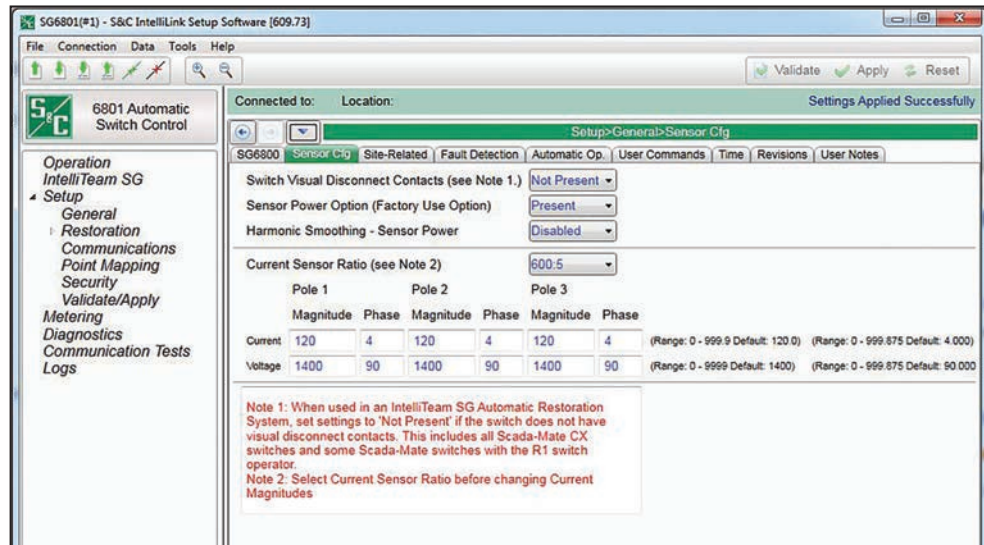 SG6801(#1) - S&C IntelliLink Setup Software [609.73]
File Connection Data Tools Help
Validate Apply Reset
S&C
6801 Automatic
Switch Control
Connected to: Location: Settings Applied Successfully
Setup>General>Sensor Cfg
SG6800 Sensor Cfg Site-Related Fault Detection Automatic Op. User Commands Time Revisions User Notes
Operation
IntelliTeam SG
Setup
General
Restoration
Communications
Point Mapping
Security
Validate/Apply
Metering
Diagnostics
Communication Tests
Logs
Switch Visual Disconnect Contacts (see Note 1.) Not Present
Sensor Power Option (Factory Use Option) Present
Harmonic Smoothing - Sensor Power Disabled
Current Sensor Ratio (see Note 2) 600:5
Pole 1 Pole 2 Pole 3
Magnitude Phase Magnitude Phase Magnitude Phase
Current 120 4 120 4 120 4 (Range: 0 - 999.9 Default: 120.0) (Range: 0 - 999.875 Default: 4.000)
Voltage 1400 90 1400 90 1400 90 (Range: 0 - 9999 Default: 1400) (Range: 0 - 999.875 Default: 90.000
Note 1: When used in an IntelliTeam SG Automatic Restoration
System, set settings to 'Not Present' if the switch does not have
visual disconnect contacts. This includes all Scada-Mate CX
switches and some Scada-Mate switches with the R1 switch
operator.
Note 2: Select Current Sensor Ratio before changing Current
Magnitudes